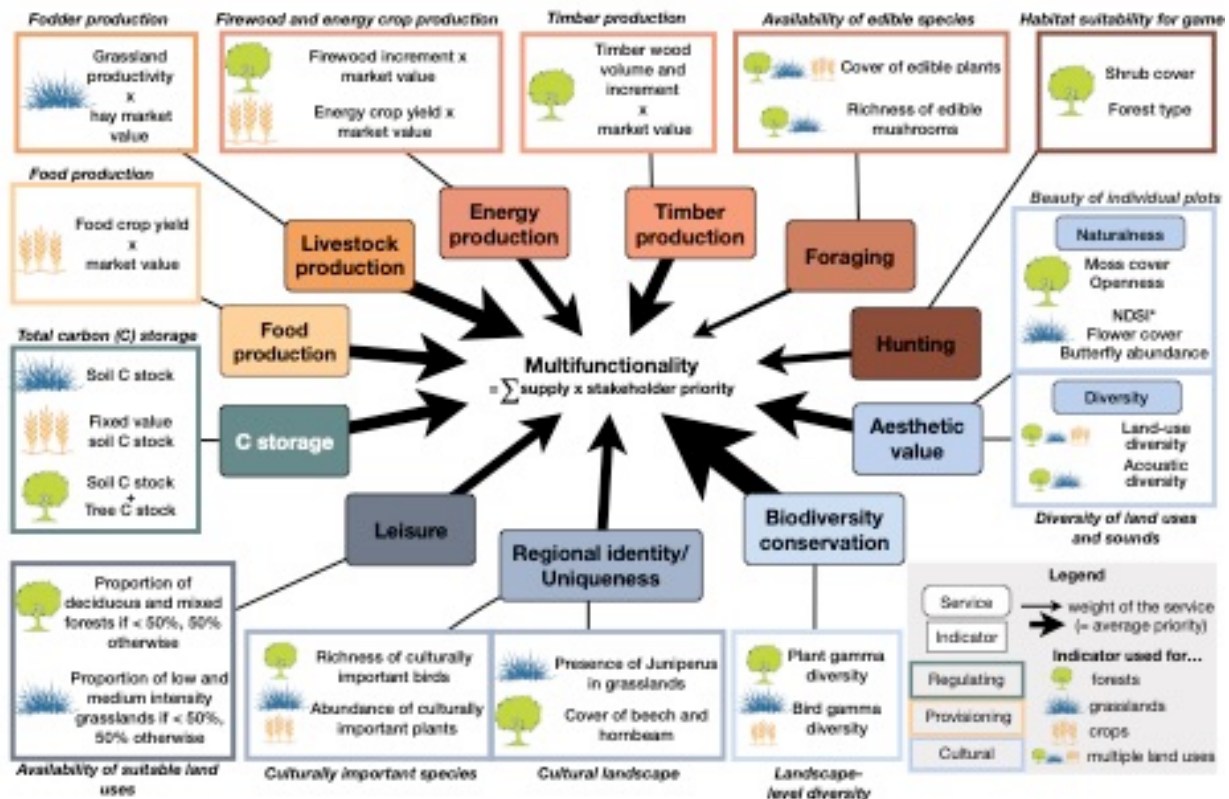 Fodder production
Grassland
productivity
x
hay market
value
Firewood and energy crop production
Firewood increment x
market value
Energy crop yield x
market value
Timber production
Timber wood
volume and
increment
x
market value
Availability of edible species
Cover of edible plants
Richness of edible
mushrooms
Habitat suitability for game
Shrub cover
Forest type
Food production
Food crop yield
x
market value
Livestock
production
Energy
production
Timber
production
Foraging
Beauty of individual plots
Naturalness
Moss cover
Openness
NDSI*
Flower cover
Butterfly abundance
Food
production
Hunting
Multifunctionality
= ∑ supply x stakeholder priority
Total carbon (C) storage
Soil C stock
Fixed value
soil C stock
Soil C stock
+
Tree C stock
C storage
Aesthetic
value
Diversity
Land-use
diversity
Acoustic
diversity
Diversity of land uses
and sounds
Leisure
Regional identity/
Uniqueness
Biodiversity
conservation
Proportion of
deciduous and mixed
forests if < 50%, 50%
otherwise
Proportion of low and
medium intensity
grasslands if < 50%,
50% otherwise
Availability of suitable land
uses
Richness of culturally
important birds
Abundance of culturally
important plants
Culturally important species
Presence of Juniperus
in grasslands
Cover of beech and
hornbeam
Cultural landscape
Plant gamma
diversity
Bird gamma
diversity
Landscape-
level diversity
Legend
Service
Indicator
weight of the service
(= average priority)
Indicator used for...
Regulating
Provisioning
Cultural
forests
grasslands
crops
multiple land uses